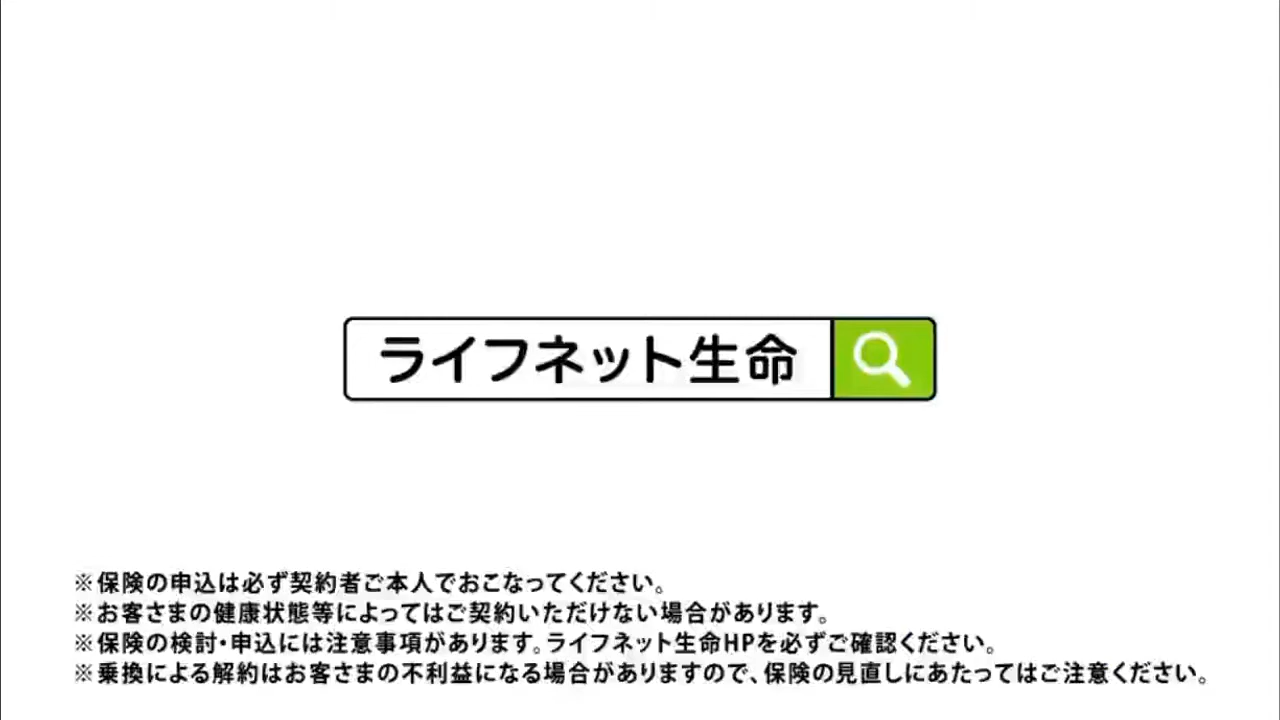 ライフネット生命
※保険の申込は必ず契約者ご本人でおこなってください。
※お客さまの健康状態等によってはご契約いただけない場合があります。
※保険の検討・申込には注意事項があります。ライフネット生命HPを必ずご確認ください。
※乗換による解約はお客さまの不利益になる場合がありますので、保険の見直しにあたってはご注意ください。